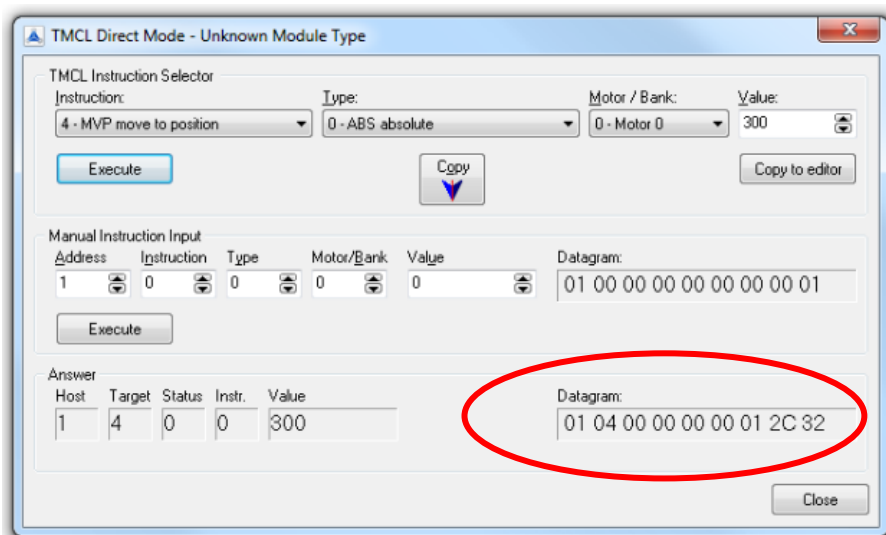 TMCL Direct Mode - Unknown Module Type
TMCL Instruction Selector
Instruction: Type: Motor / Bank: Value:
4 - MVP move to position 0 - ABS absolute 0 - Motor 0 300
Execute Copy Copy to editor
Manual Instruction Input
Address Instruction Type Motor/Bank Value Datagram:
1 0 0 0 0 01 00 00 00 00 00 00 00 01
Execute
Answer
Host Target Status Instr. Value Datagram:
1 4 0 0 300 01 04 00 00 00 00 01 2C 32
Close